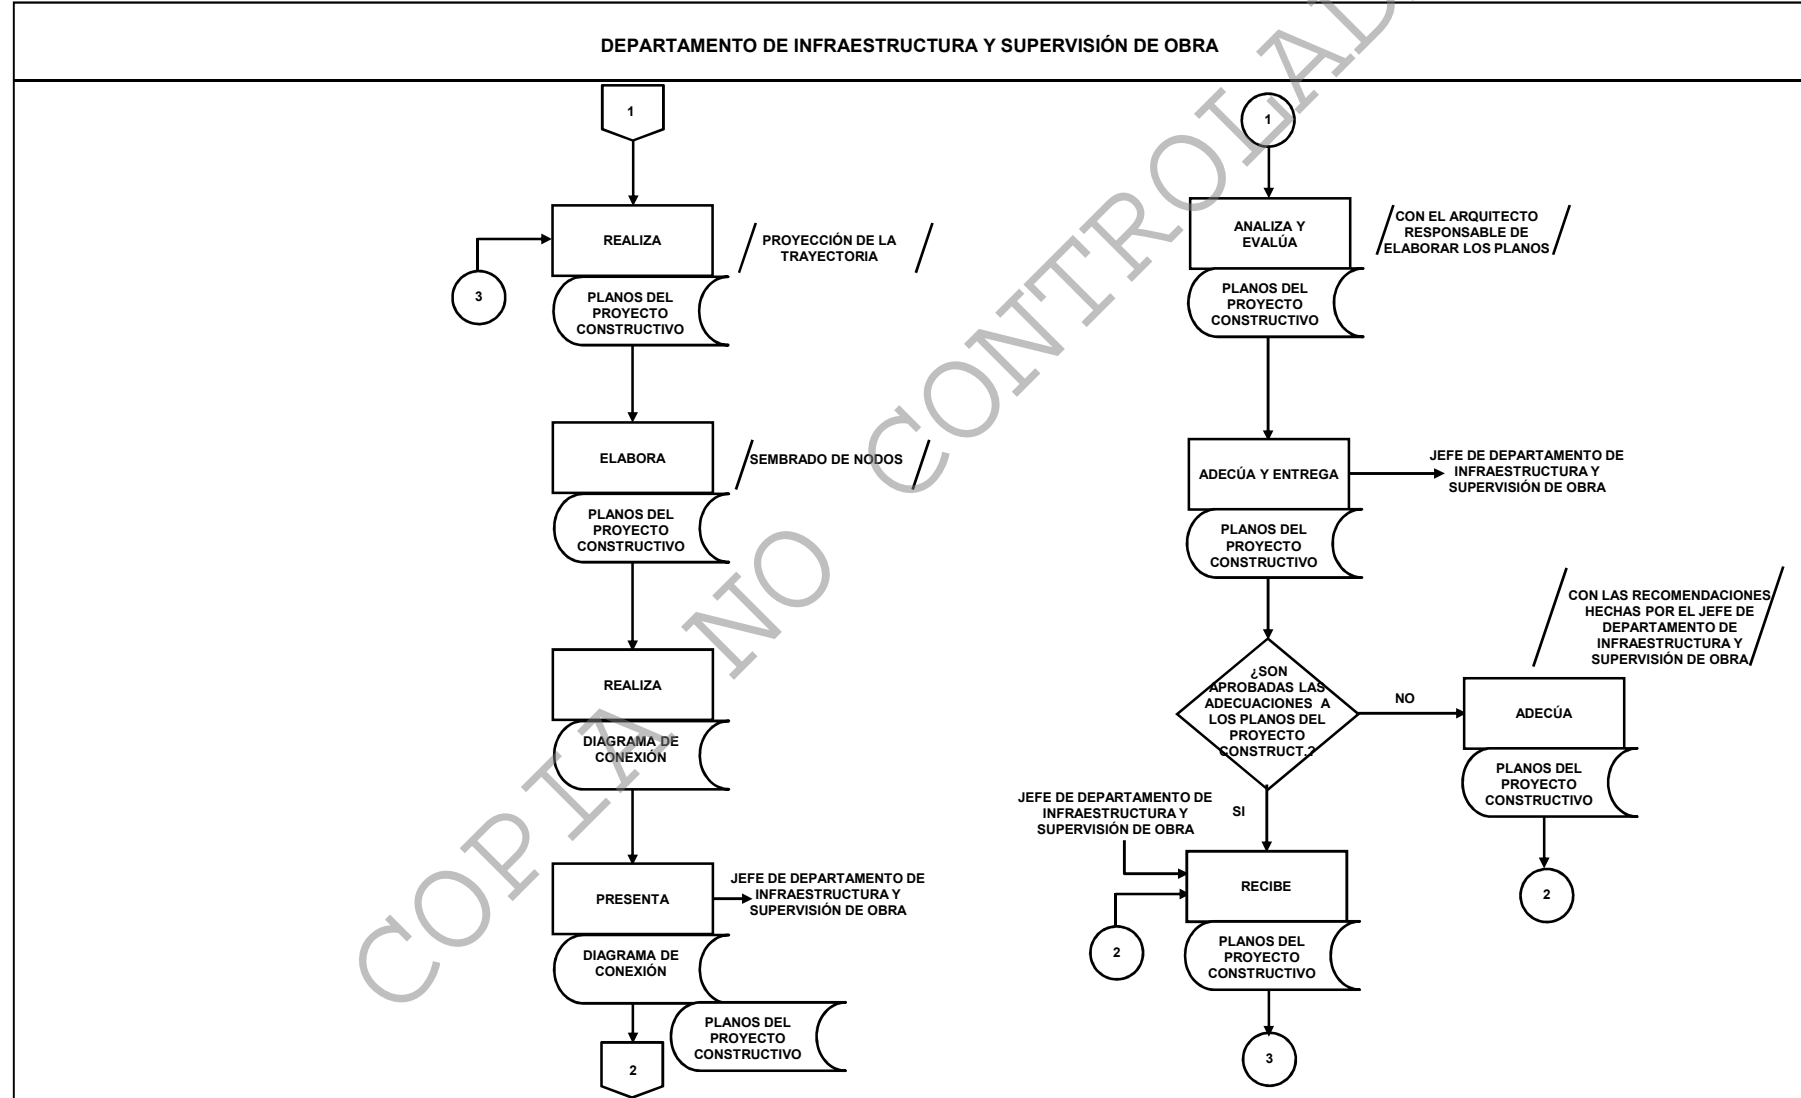 DEPARTAMENTO DE INFRAESTRUCTURA Y SUPERVISIÓN DE OBRA
1
REALIZA
PROYECCIÓN DE LA
TRAYECTORIA
3
PLANOS DEL
PROYECTO
CONSTRUCTIVO
ELABORA
SEMBRADO DE NODOS
PLANOS DEL
PROYECTO
CONSTRUCTIVO
REALIZA
DIAGRAMA DE
CONEXIÓN
PRESENTA
JEFE DE DEPARTAMENTO DE
INFRAESTRUCTURA Y
SUPERVISIÓN DE OBRA
DIAGRAMA DE
CONEXIÓN
PLANOS DEL
PROYECTO
CONSTRUCTIVO
2
1
ANALIZA Y
EVALÚA
CON EL ARQUITECTO
RESPONSABLE DE
ELABORAR LOS PLANOS
PLANOS DEL
PROYECTO
CONSTRUCTIVO
ADECÚA Y ENTREGA
JEFE DE DEPARTAMENTO DE
INFRAESTRUCTURA Y
SUPERVISIÓN DE OBRA
PLANOS DEL
PROYECTO
CONSTRUCTIVO
¿SON
APROBADAS LAS
ADECUACIONES A
LOS PLANOS DEL
PROYECTO
CONSTRUCT.?
NO
CON LAS RECOMENDACIONES
HECHAS POR EL JEFE DE
DEPARTAMENTO DE
INFRAESTRUCTURA Y
SUPERVISIÓN DE OBRA
ADECÚA
PLANOS DEL
PROYECTO
CONSTRUCTIVO
2
SI
JEFE DE DEPARTAMENTO DE
INFRAESTRUCTURA Y
SUPERVISIÓN DE OBRA
RECIBE
2
PLANOS DEL
PROYECTO
CONSTRUCTIVO
3
COPIA NO CONTROLAD